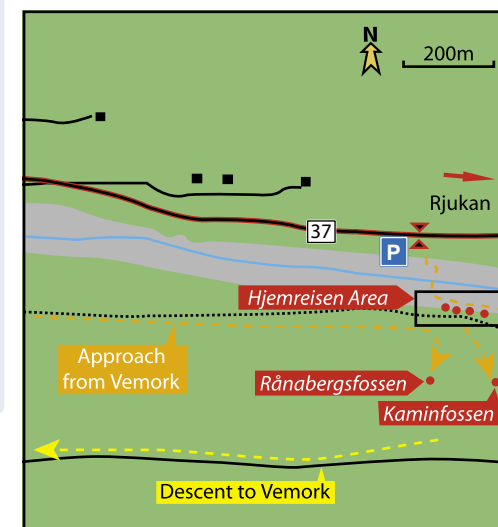 N
200m
Rjukan
37
P
Hjemreisen Area
Approach
from Vemork
Rånabergsfossen
Kaminfossen
Descent to Vemork